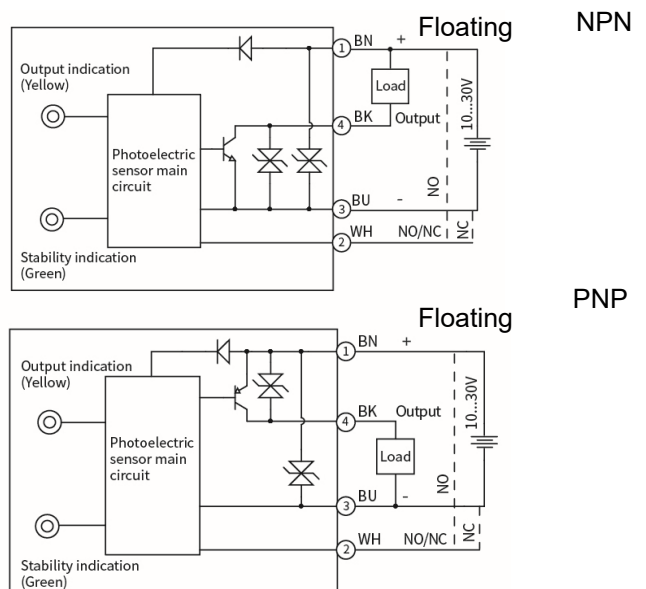 Floating
NPN
Output indication
(Yellow)
1 BN +
Load
4 BK Output
10...30V
Photoelectric
sensor main
circuit
NO
3 BU -
2 WH NO/NC NC
Stability indication
(Green)
Floating
PNP
Output indication
(Yellow)
1 BN +
4 BK Output
10...30V
Photoelectric
sensor main
circuit
Load
NO
3 BU -
2 WH NO/NC NC
Stability indication
(Green)